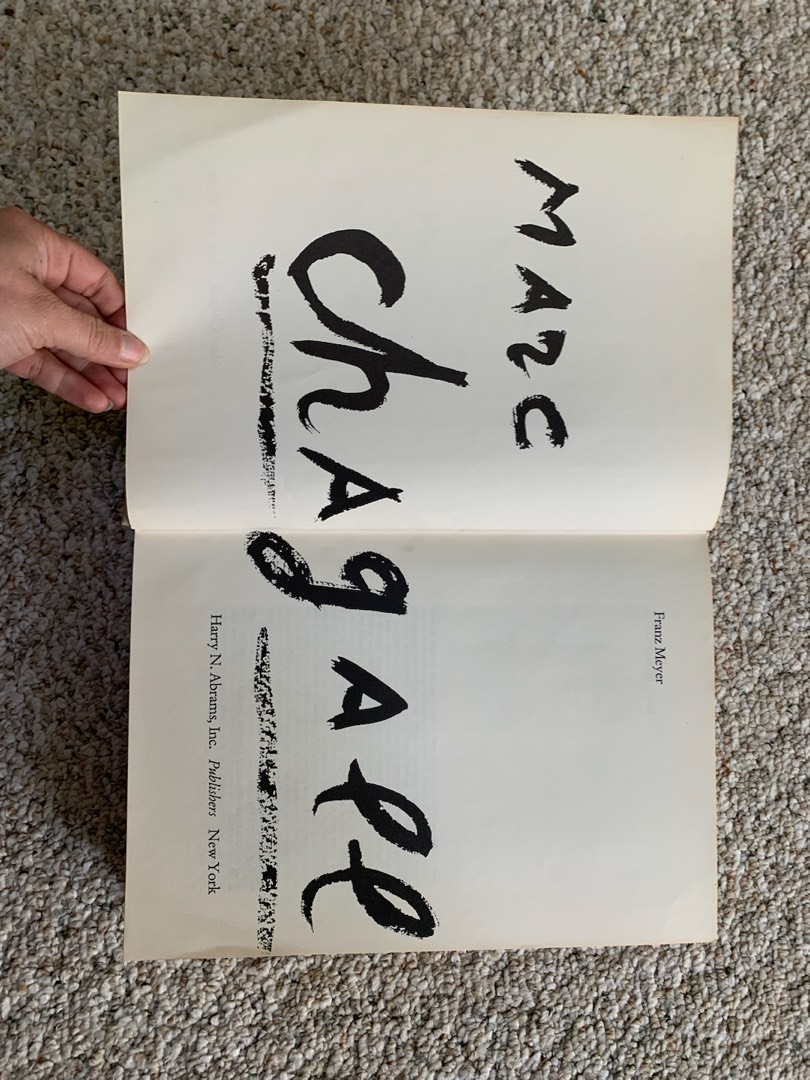 Franz Meyer
MARC
ChAgAll
Harry N. Abrams, Inc. Publishers New York